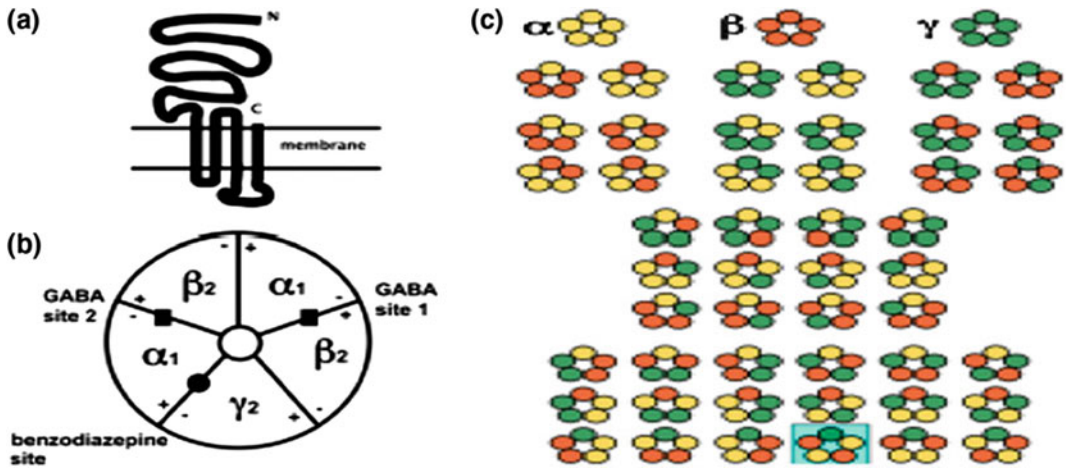 (a)
N
C
membrane
(b)
- +
β2 α1
GABA
site 2
+ -
- +
GABA
site 1
α1 β2
γ2
+ - + -
benzodiazepine
site
(c)
α β γ